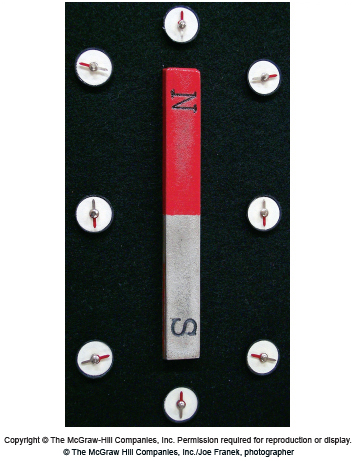 N
S
Copyright © The McGraw-Hill Companies, Inc. Permission required for reproduction or display.
© The McGraw-Hill Companies, Inc./Joe Franek, photographer